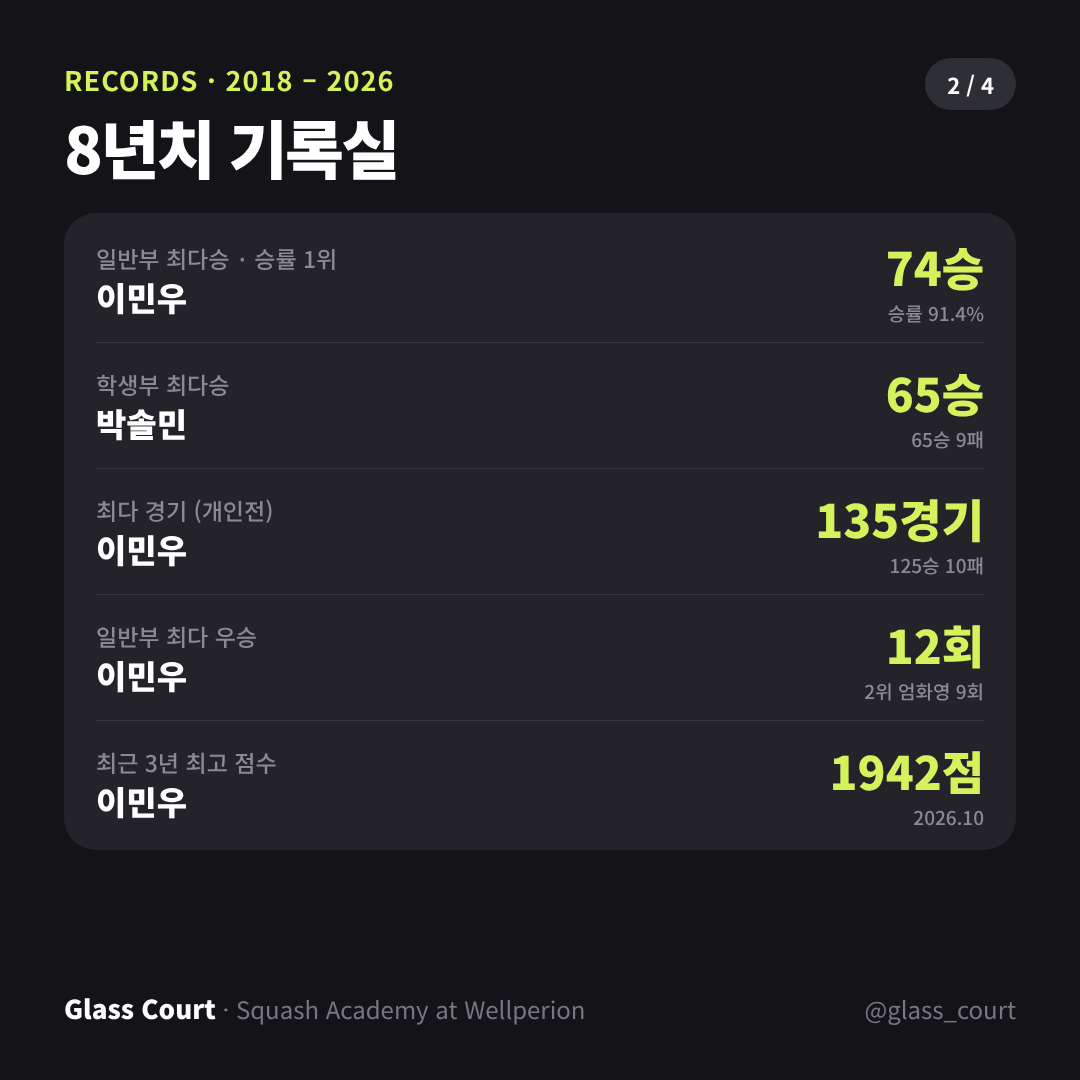 RECORDS · 2018 – 2026
2 / 4
8년치 기록실
일반부 최다승 · 승률 1위
이민우
74승
승률 91.4%
학생부 최다승
박솔민
65승
65승 9패
최다 경기 (개인전)
이민우
135경기
125승 10패
일반부 최다 우승
이민우
12회
2위 엄화영 9회
최근 3년 최고 점수
이민우
1942점
2026.10
Glass Court · Squash Academy at Wellperion
@glass_court